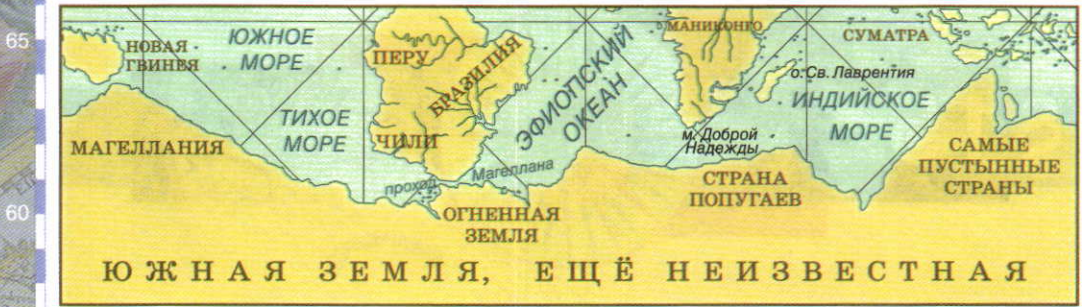 65
60
НОВАЯ
ГВИНЕЯ
ЮЖНОЕ
МОРЕ
ПЕРУ
БРАЗИЛИЯ
ЭФИОПСКИЙ
ОКЕАН
МАНИКОНГО
СУМАТРА
о.Св. Лаврентия
ИНДИЙСКОЕ
МОРЕ
ТИХОЕ
МОРЕ
ЧИЛИ
м. Доброй
Надежды
МАГЕЛЛАНИЯ
САМЫЕ
ПУСТЫННЫЕ
СТРАНЫ
проход Магеллана
СТРАНА
ПОПУГАЕВ
ОГНЕННАЯ
ЗЕМЛЯ
ЮЖНАЯ ЗЕМЛЯ, ЕЩЁ НЕИЗВЕСТНАЯ